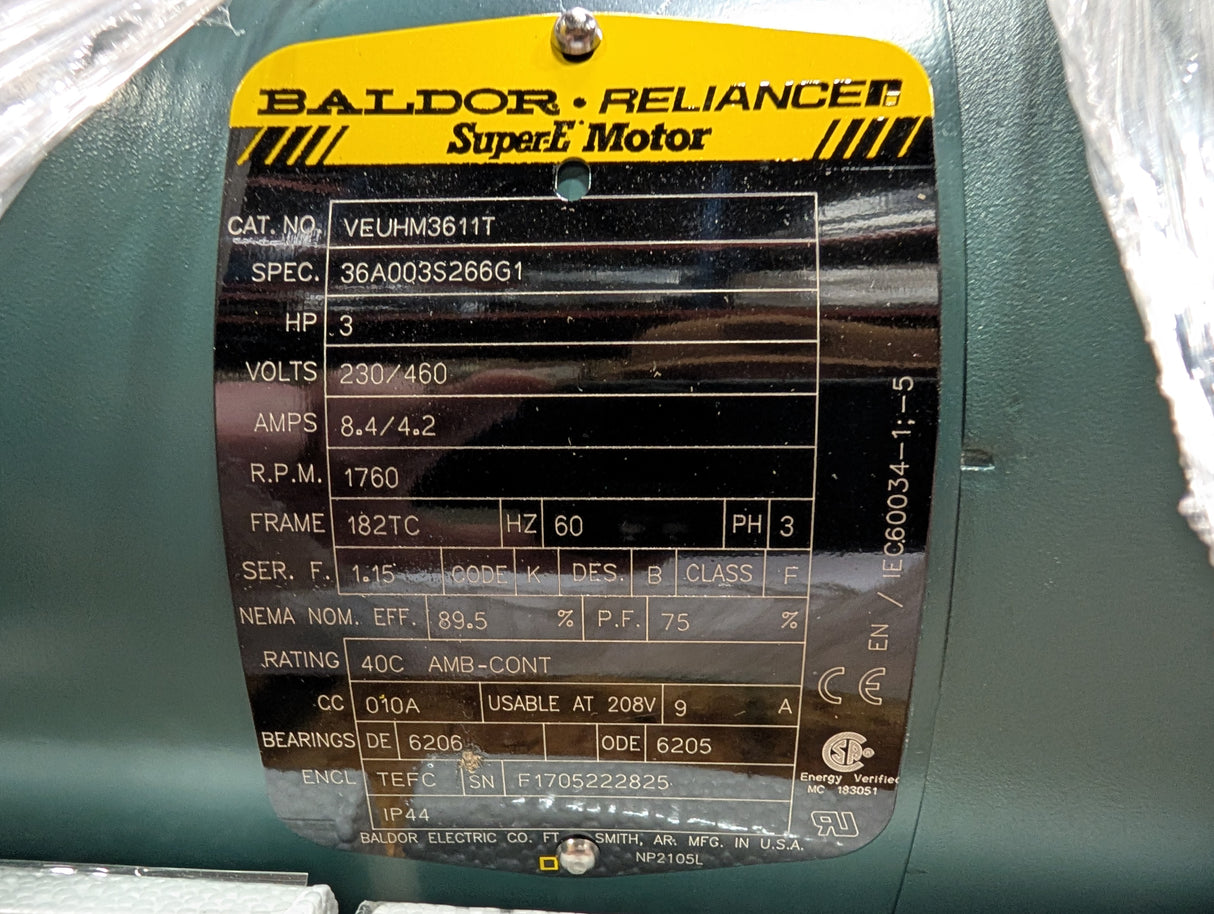 BALDOR • RELIANCE
Super-E Motor
CAT. NO. VEUHM3611T
SPEC. 36A003S266G1
HP 3
VOLTS 230/460
AMPS 8.4/4.2
R.P.M. 1760
FRAME 182TC HZ 60 PH 3
SER. F. 1.15 CODE K DES. B CLASS F
NEMA NOM. EFF. 89.5 % P.F. 75 %
RATING 40C AMB-CONT
CC 010A USABLE AT 208V 9 A
BEARINGS DE 6206 ODE 6205
ENCL TEFC SN F1705222825
IP44
BALDOR ELECTRIC CO. FT SMITH, AR. MFG. IN U.S.A.
NP2105L
EN / IEC60034-1;-5
CE
SA®
Energy Verified
MC 183051
RU